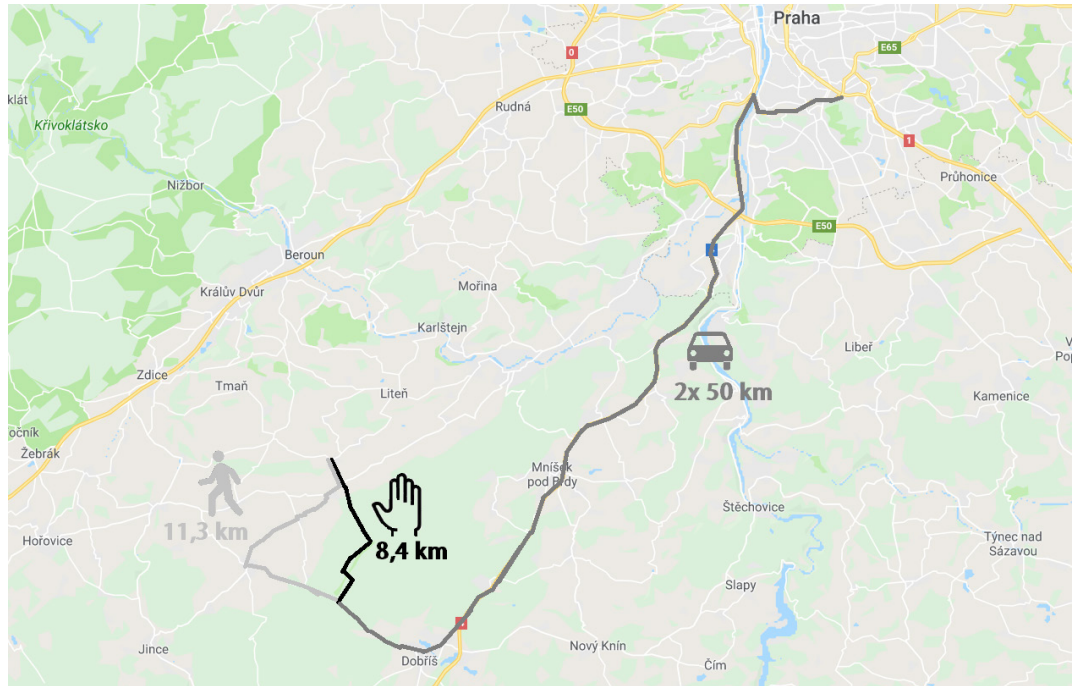 Praha
E65
0
klát
Rudná
E50
Křivoklátsko
1
Průhonice
Nižbor
E50
Beroun
Mořina
Králův Dvůr
Karlštejn
Libeř
Zdice
Tmaň
Liteň
2x 50 km
Kamenice
očník
Žebrák
Mníšek
pod Brdy
Štěchovice
11,3 km
8,4 km
Hořovice
Týnec nad
Sázavou
Slapy
Jince
Nový Knín
Dobříš
Čím